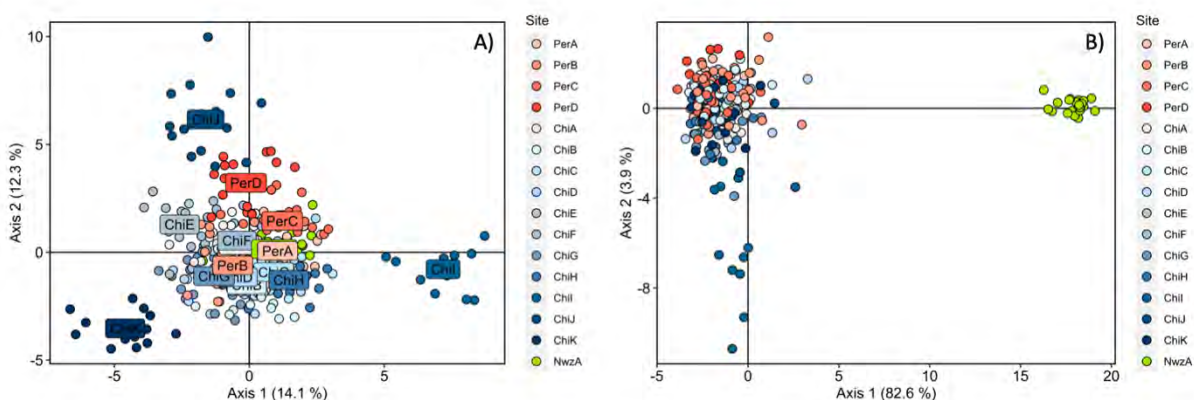 A)
10
5
0
-5
Axis 2 (12.3 %)
ChiJ
PerD
PerC
ChiE
ChiF
PerA
PerB
ChiG
ChiH
ChiI
-5
0
5
Axis 1 (14.1 %)
Site
PerA
PerB
PerC
PerD
ChiA
ChiB
ChiC
ChiD
ChiE
ChiF
ChiG
ChiH
ChiI
ChiJ
ChiK
NwzA
B)
0
-4
-8
Axis 2 (3.9 %)
-5
0
5
10
15
20
Axis 1 (82.6 %)
Site
PerA
PerB
PerC
PerD
ChiA
ChiB
ChiC
ChiD
ChiE
ChiF
ChiG
ChiH
ChiI
ChiJ
ChiK
NwzA